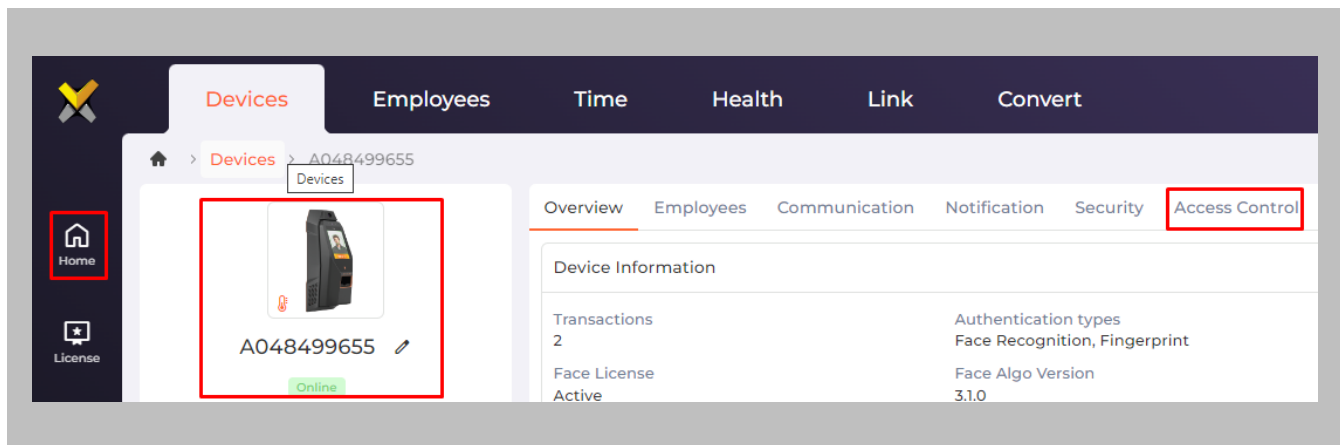 Devices Employees Time Health Link Convert
Devices > A048499655
Devices
Home
License
A048499655
Online
Overview Employees Communication Notification Security Access Control
Device Information
Transactions
2
Authentication types
Face Recognition, Fingerprint
Face License
Active
Face Algo Version
3.1.0